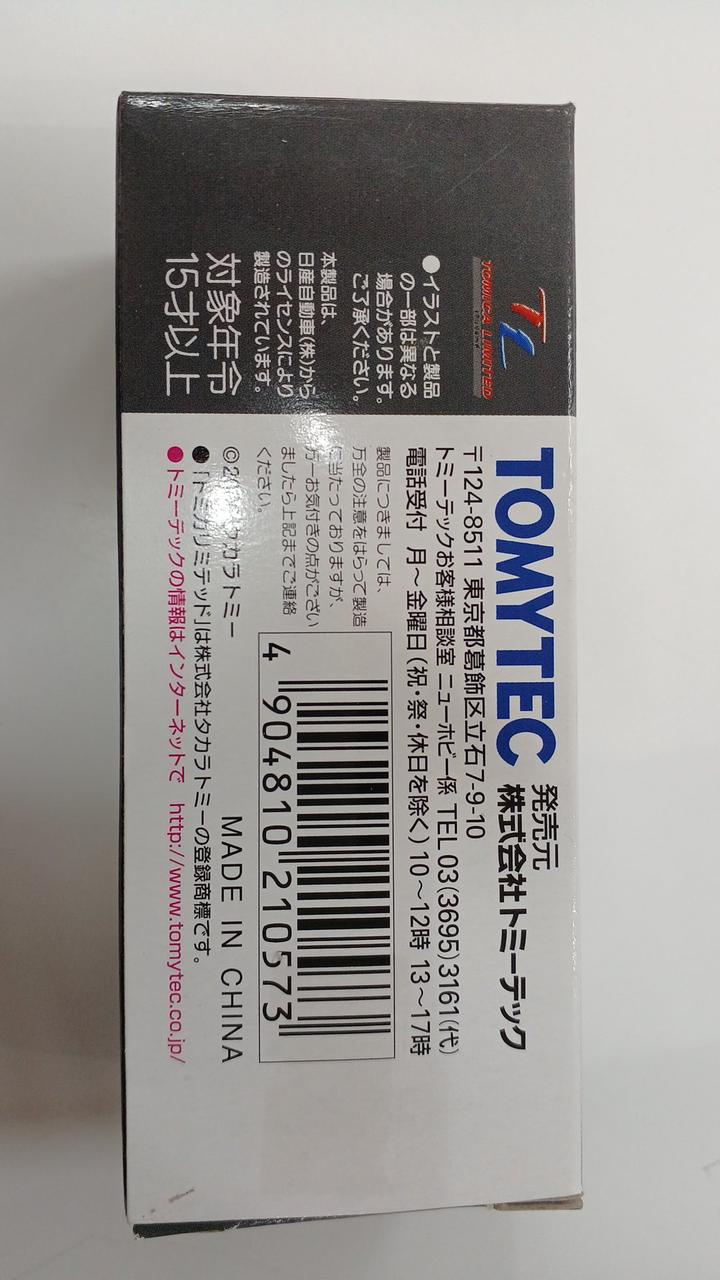 TL
TOMICA LIMITED
●イラストと製品
の一部は異なる
場合があります。
ご了承ください。
本製品は、
日産自動車(株)から
のライセンスにより
製造されています。
対象年令
15才以上
TOMYTEC
発売元
株式会社トミーテック
〒124-8511 東京都葛飾区立石7-9-10
トミーテックお客様相談室 ニューホビー係 TEL 03(3695)3161(代)
電話受付 月〜金曜日(祝・祭・休日を除く) 10〜12時 13〜17時
製品につきましては、
万全の注意をはらって製造
に当たっておりますが、
万一お気付きの点がござい
ましたら上記までご連絡
ください。
4 904810 210573
タカラトミー
MADE IN CHINA
●「トミカリミテッド」は株式会社タカラトミーの登録商標です。
●トミーテックの情報はインターネットで http://www.tomytec.co.jp/